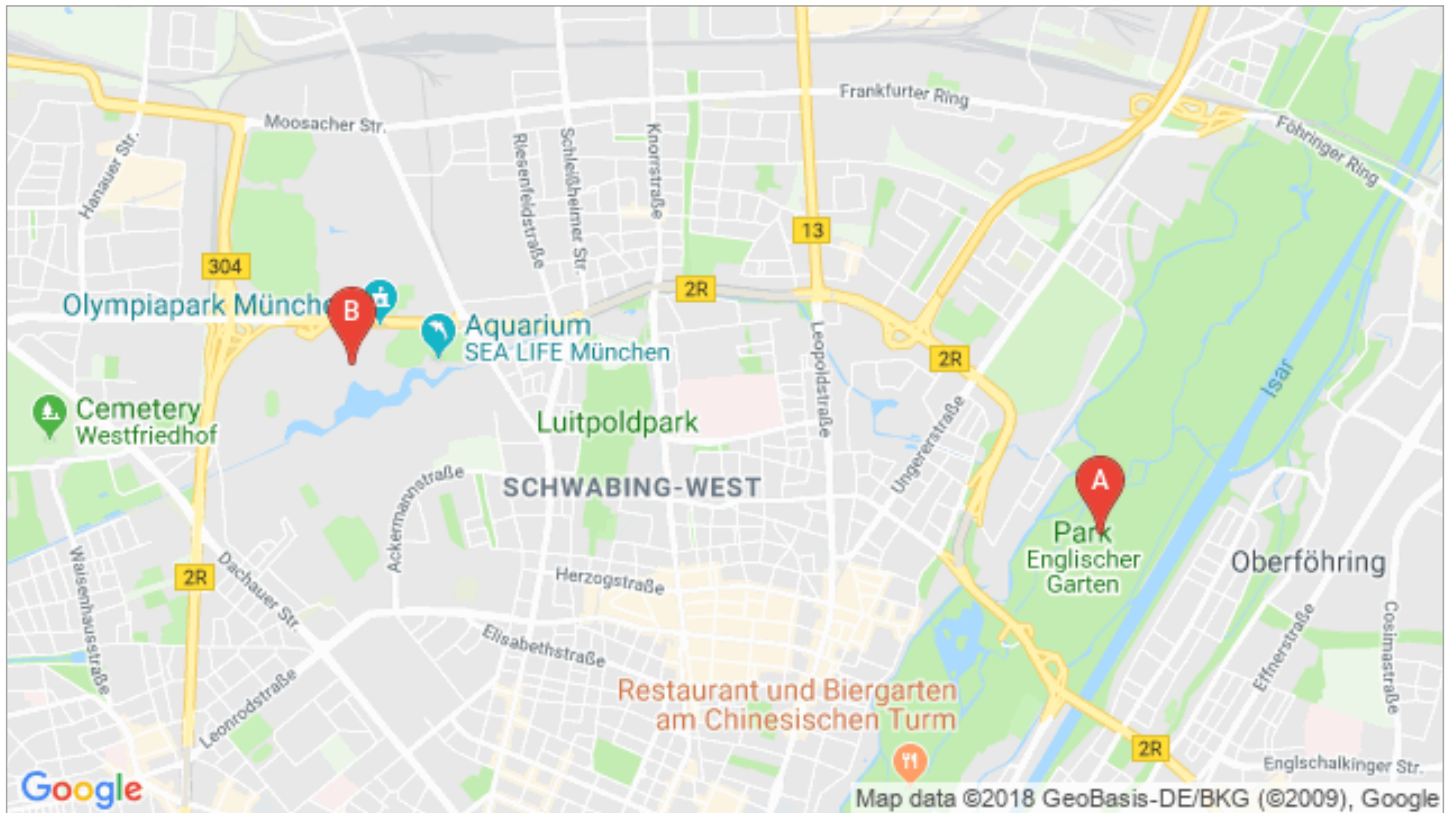 Frankfurter Ring
Moosacher Str.
Föhringer Ring
Hanauer Str.
Riesenfeldstraße
Schleißheimer Str.
Knorrstraße
13
304
2R
Olympiapark Münche
B
Aquarium
SEA LIFE München
Leopoldstraße
2R
Isar
Cemetery
Westfriedhof
Luitpoldpark
Ungererstraße
Ackermannstraße
SCHWABING-WEST
A
Park
Englischer
Garten
Oberföhring
2R
Waisenhausstraße
Dachauer Str.
Herzogstraße
Elisabethstraße
Effnerstraße
Cosimastraße
Leonrodstraße
Restaurant und Biergarten
am Chinesischen Turm
2R
Englschalkinger Str.
Google
Map data ©2018 GeoBasis-DE/BKG (©2009), Google